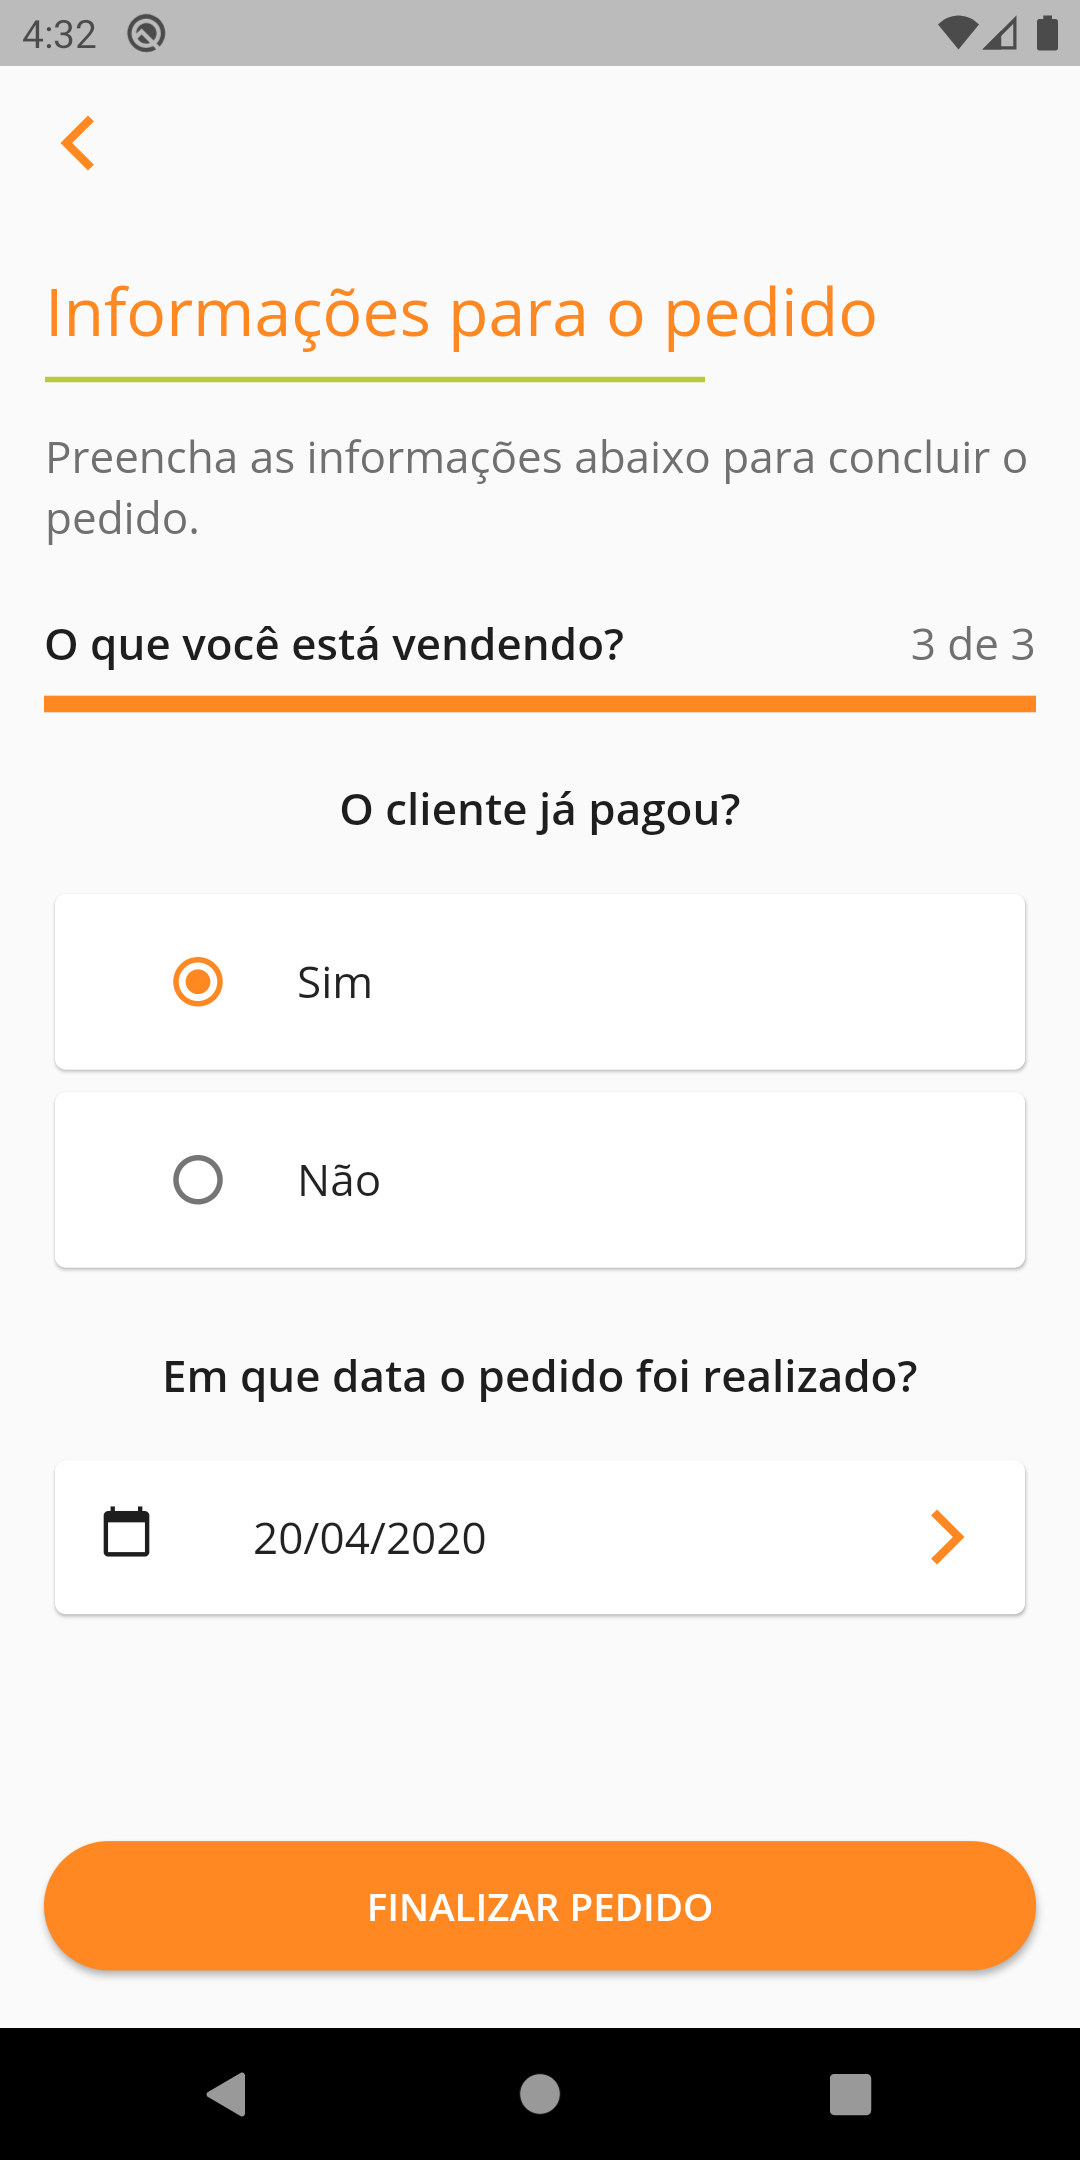 4:32
Informações para o pedido
Preencha as informações abaixo para concluir o
pedido.
O que você está vendendo? 3 de 3
O cliente já pagou?
Sim
Não
Em que data o pedido foi realizado?
20/04/2020
FINALIZAR PEDIDO